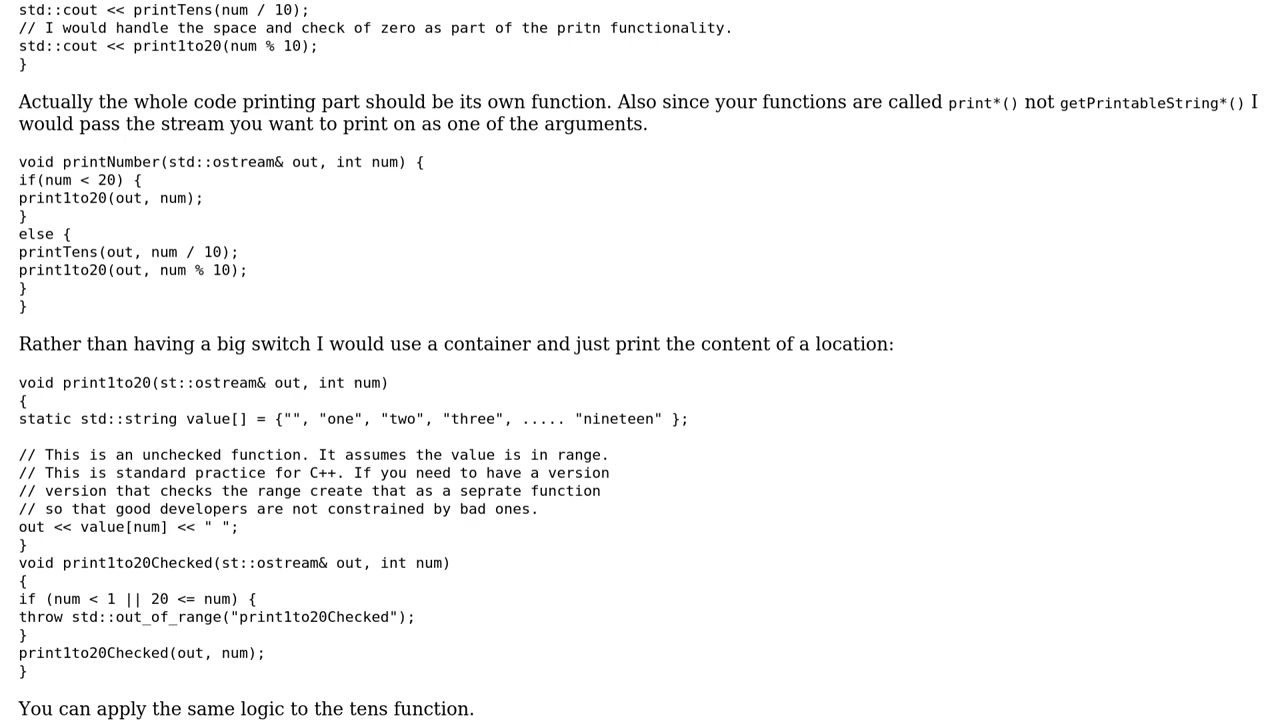 std::cout << printTens(num / 10);
// I would handle the space and check of zero as part of the pritn functionality.
std::cout << print1to20(num % 10);
}
Actually the whole code printing part should be its own function. Also since your functions are called print*() not getPrintableString*() I
would pass the stream you want to print on as one of the arguments.
void printNumber(std::ostream& out, int num) {
if(num < 20) {
print1to20(out, num);
}
else {
printTens(out, num / 10);
print1to20(out, num % 10);
}
}
Rather than having a big switch I would use a container and just print the content of a location:
void print1to20(st::ostream& out, int num)
{
static std::string value[] = {"", "one", "two", "three", ..... "nineteen" };
// This is an unchecked function. It assumes the value is in range.
// This is standard practice for C++. If you need to have a version
// version that checks the range create that as a seprate function
// so that good developers are not constrained by bad ones.
out << value[num] << " ";
}
void print1to20Checked(st::ostream& out, int num)
{
if (num < 1 || 20 <= num) {
throw std::out_of_range("print1to20Checked");
}
print1to20Checked(out, num);
}
You can apply the same logic to the tens function.